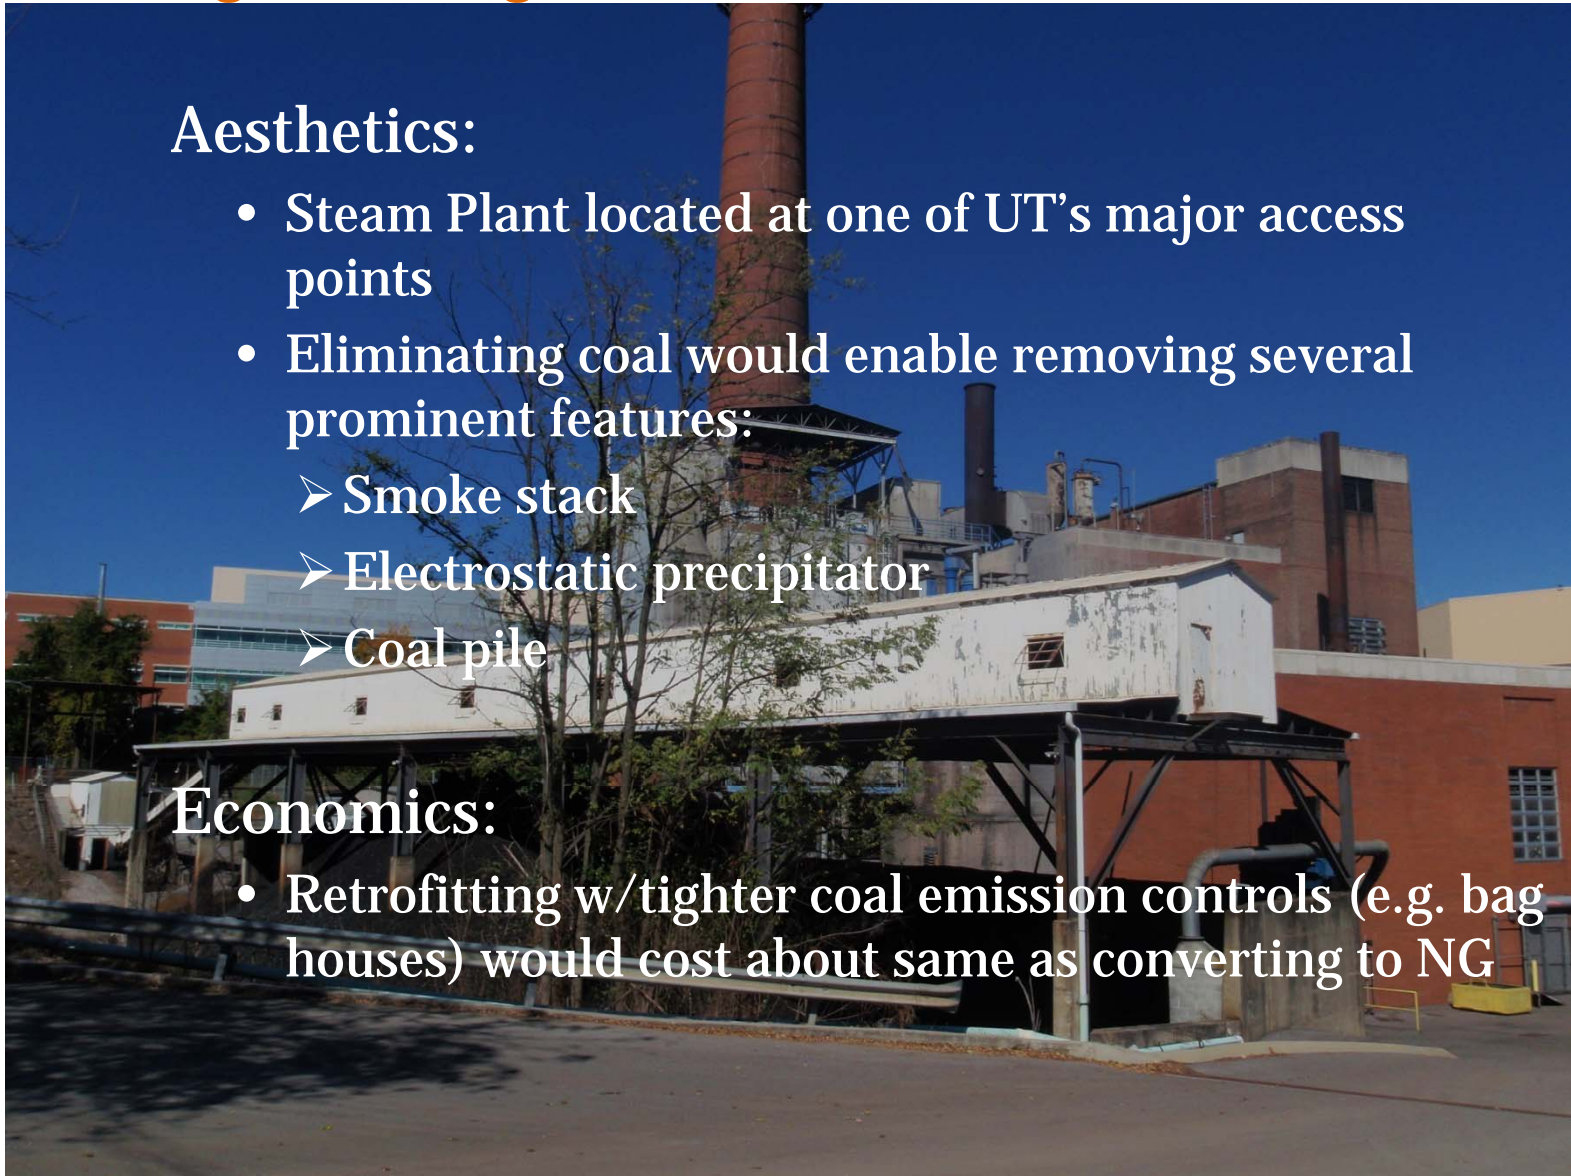 Aesthetics:
• Steam Plant located at one of UT’s major access
points
• Eliminating coal would enable removing several
prominent features:
➢ Smoke stack
➢ Electrostatic precipitator
➢ Coal pile
Economics:
• Retrofitting w/tighter coal emission controls (e.g. bag
houses) would cost about same as converting to NG